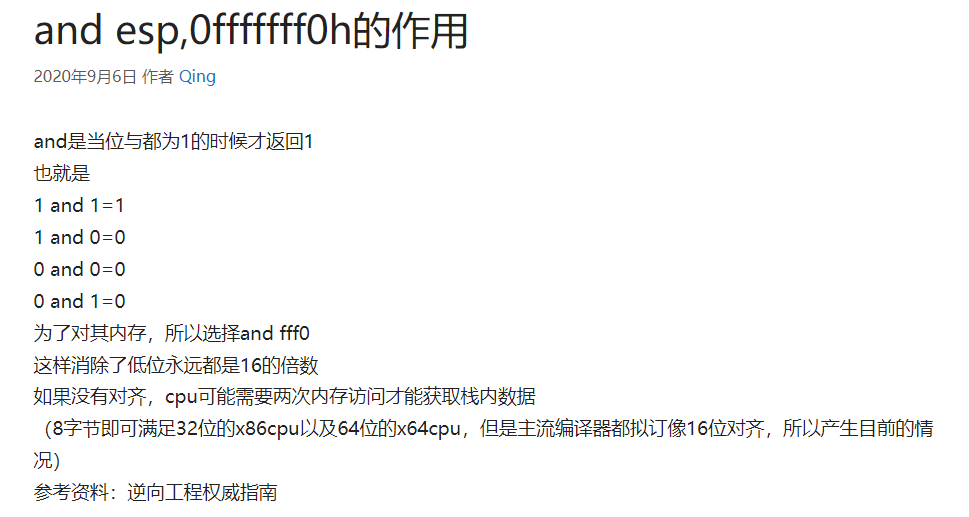 and esp,0fffffff0h的作用
2020年9月6日 作者 Qing
and是当位与都为1的时候才返回1
也就是
1 and 1=1
1 and 0=0
0 and 0=0
0 and 1=0
为了对其内存，所以选择and fff0
这样消除了低位永远都是16的倍数
如果没有对齐，cpu可能需要两次内存访问才能获取栈内数据
（8字节即可满足32位的x86cpu以及64位的x64cpu，但是主流编译器都拟订像16位对齐，所以产生目前的情
况）
参考资料：逆向工程权威指南